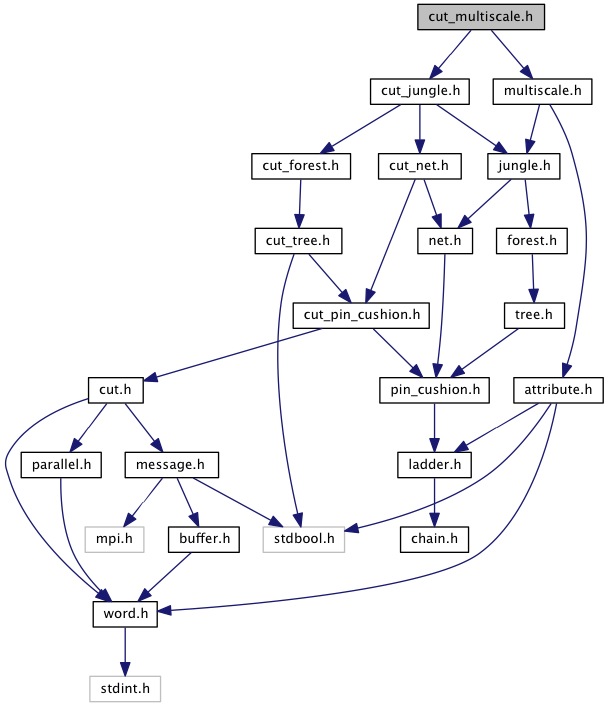 cut_multiscale.h
cut_jungle.h
multiscale.h
cut_forest.h
cut_net.h
jungle.h
cut_tree.h
net.h
forest.h
cut_pin_cushion.h
tree.h
cut.h
pin_cushion.h
attribute.h
parallel.h
message.h
ladder.h
mpi.h
buffer.h
stdbool.h
chain.h
word.h
stdint.h